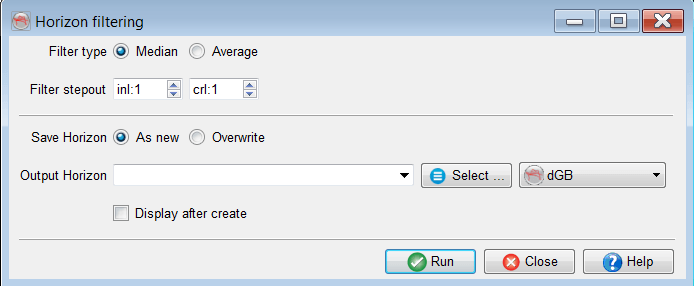 Horizon filtering
Filter type Median Average
Filter stepout inl:1 crl:1
Save Horizon As new Overwrite
Output Horizon Select ... dGB
Display after create
Run Close Help